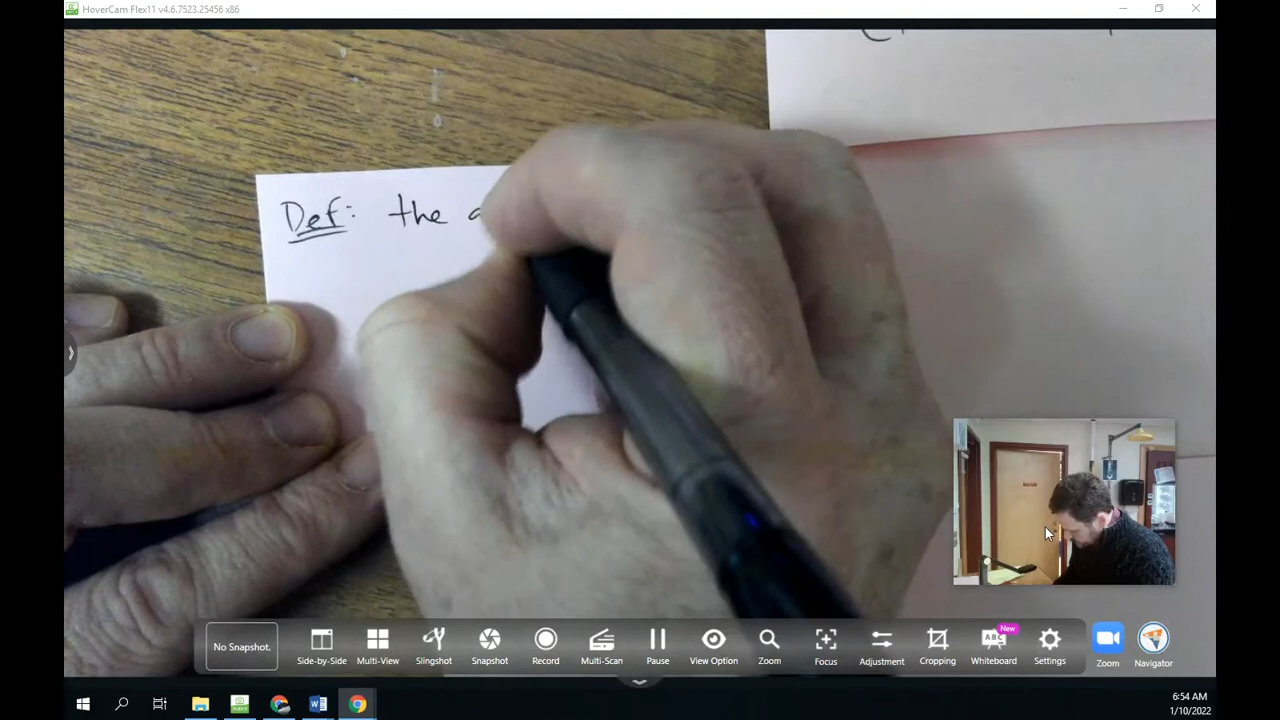 HoverCam Flex11 v4.6.7523.25456 x86
Def: the
No Snapshot.
Side-by-Side
Multi-View
Slingshot
Snapshot
Record
Multi-Scan
Pause
View Option
Zoom
Focus
Adjustment
Cropping
New
ABC
Whiteboard
Settings
Zoom
Navigator
6:54 AM
1/10/2022